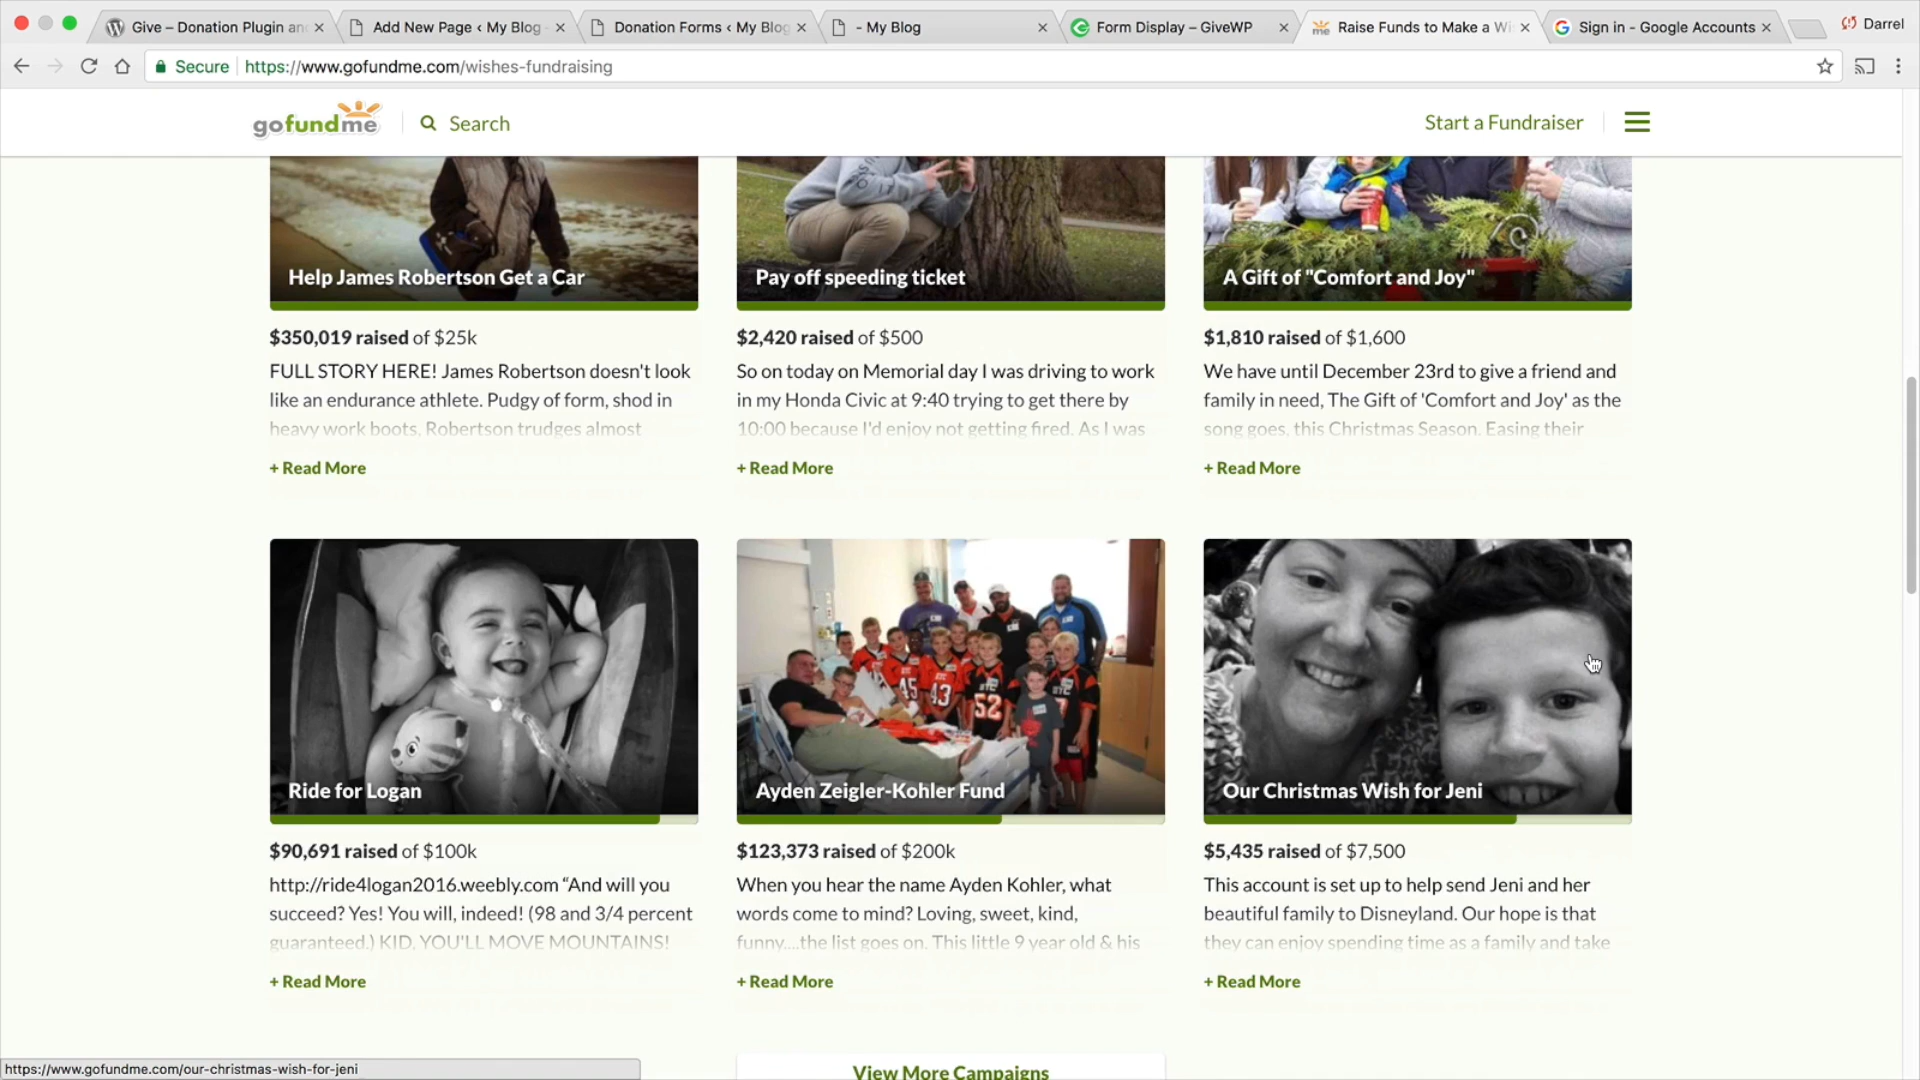 Give – Donation Plugin an
Add New Page ‹ My Blog
Donation Forms ‹ My Blog
- My Blog
Form Display – GiveWP
Raise Funds to Make a Wi
Sign in - Google Accounts
Darrel
Secure
https://www.gofundme.com/wishes-fundraising
gofundme
Search
Start a Fundraiser
Help James Robertson Get a Car
Pay off speeding ticket
A Gift of "Comfort and Joy"
$350,019 raised of $25k
$2,420 raised of $500
$1,810 raised of $1,600
FULL STORY HERE! James Robertson doesn't look
like an endurance athlete. Pudgy of form, shod in
heavy work boots, Robertson trudges almost
So on today on Memorial day I was driving to work
in my Honda Civic at 9:40 trying to get there by
10:00 because I'd enjoy not getting fired. As I was
We have until December 23rd to give a friend and
family in need, The Gift of 'Comfort and Joy' as the
song goes, this Christmas Season. Easing their
+ Read More
+ Read More
+ Read More
45
43
52
Ride for Logan
Ayden Zeigler-Kohler Fund
Our Christmas Wish for Jeni
$90,691 raised of $100k
$123,373 raised of $200k
$5,435 raised of $7,500
http://ride4logan2016.weebly.com “And will you
succeed? Yes! You will, indeed! (98 and 3/4 percent
guaranteed.) KID, YOU'LL MOVE MOUNTAINS!
When you hear the name Ayden Kohler, what
words come to mind? Loving, sweet, kind,
funny....the list goes on. This little 9 year old & his
This account is set up to help send Jeni and her
beautiful family to Disneyland. Our hope is that
they can enjoy spending time as a family and take
+ Read More
+ Read More
+ Read More
View More Campaigns
https://www.gofundme.com/our-christmas-wish-for-jeni